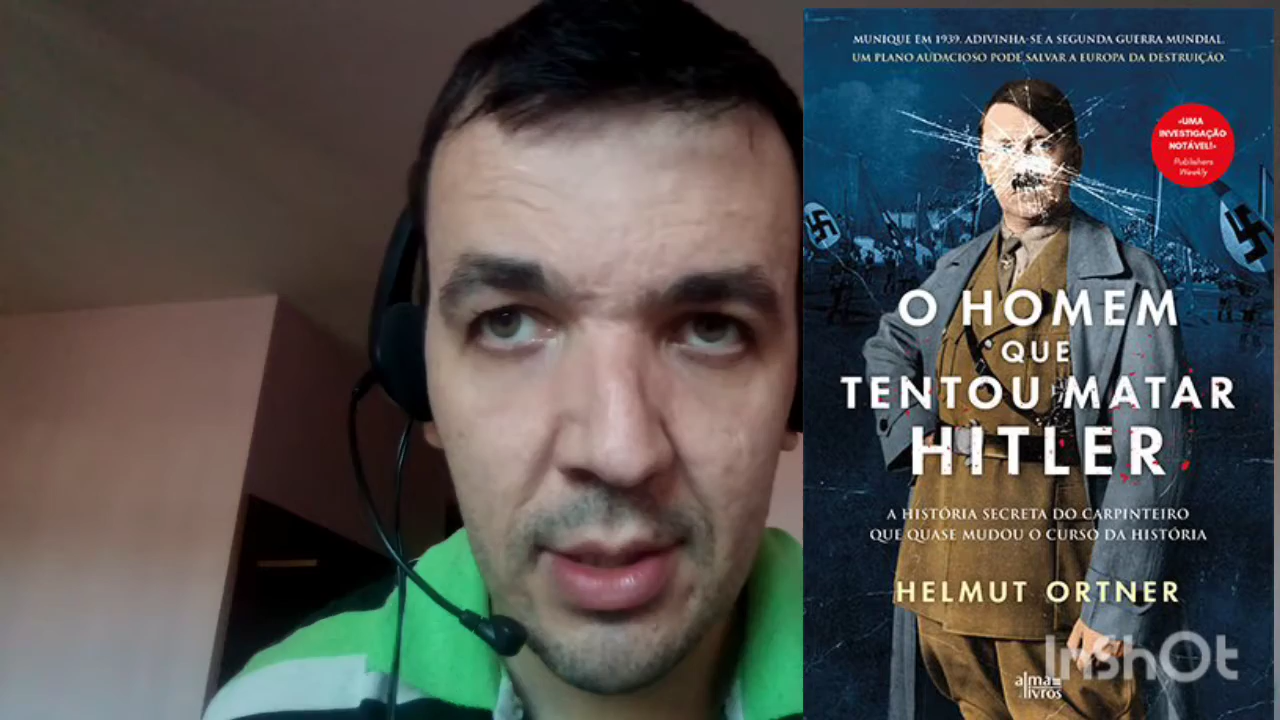 MUNIQUE EM 1939. ADIVINHA-SE A SEGUNDA GUERRA MUNDIAL.
UM PLANO AUDACIOSO PODE SALVAR A EUROPA DA DESTRUIÇÃO.
«UMA
INVESTIGAÇÃO
NOTÁVEL!»
Publishers
Weekly
O HOMEM
QUE
TENTOU MATAR
HITLER
A HISTÓRIA SECRETA DO CARPINTEIRO
QUE QUASE MUDOU O CURSO DA HISTÓRIA
HELMUT ORTNER
InShOt
alma
livros